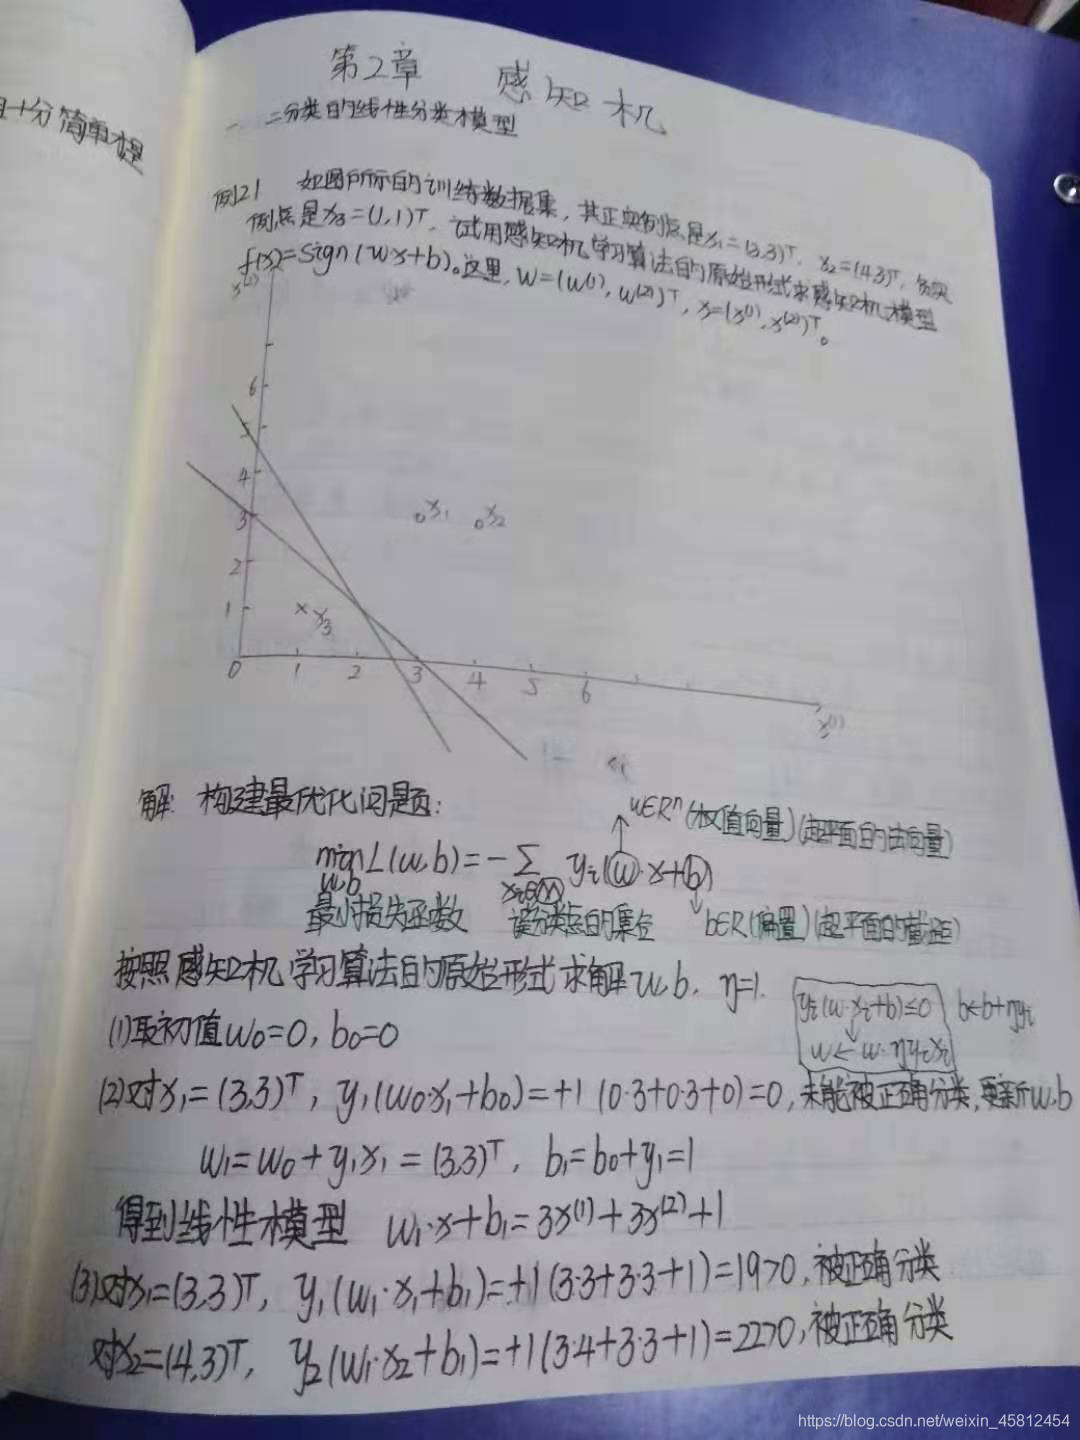 第2章 感知机
一、二分类的线性分类模型
例2.1 如图所示的训练数据集，其正实例点是x₁=(3,3)ᵀ，x₂=(4,3)ᵀ，负实
例点是x₃=(1,1)ᵀ，试用感知机学习算法的原始形式求感知机模型
f(x)=sign(w·x+b)。这里，w=(w⁽¹⁾,w⁽²⁾)ᵀ，x=(x⁽¹⁾,x⁽²⁾)ᵀ。
x⁽²⁾
6
5
4
3
2
1
0 1 2 3 4 5 6
x₁ x₂
x₃
x⁽¹⁾
解：构建最优化问题：
w∈Rⁿ(权值向量)(超平面的法向量)
min L(w,b)=-∑ yᵢ(w·x+b)
w,b xᵢ∈M
最小损失函数 误分类点的集合 b∈R(偏置)(超平面的截距)
按照感知机学习算法的原始形式求解w,b. η=1.
yᵢ(w·xᵢ+b)≤0 b←b+ηyᵢ
w←w·ηyᵢxᵢ
(1)取初值w₀=0, b₀=0
(2)对x₁=(3,3)ᵀ, y₁(w₀·x₁+b₀)=+1(0·3+0·3+0)=0,未能被正确分类,更新w,b
w₁=w₀+y₁x₁=(3,3)ᵀ, b₁=b₀+y₁=1
得到线性模型 w₁·x+b₁=3x⁽¹⁾+3x⁽²⁾+1
(3)对x₁=(3,3)ᵀ, y₁(w₁·x₁+b₁)=+1(3·3+3·3+1)=19>0,被正确分类
对x₂=(4,3)ᵀ, y₂(w₁·x₂+b₁)=+1(3·4+3·3+1)=22>0,被正确分类
https://blog.csdn.net/weixin_45812454